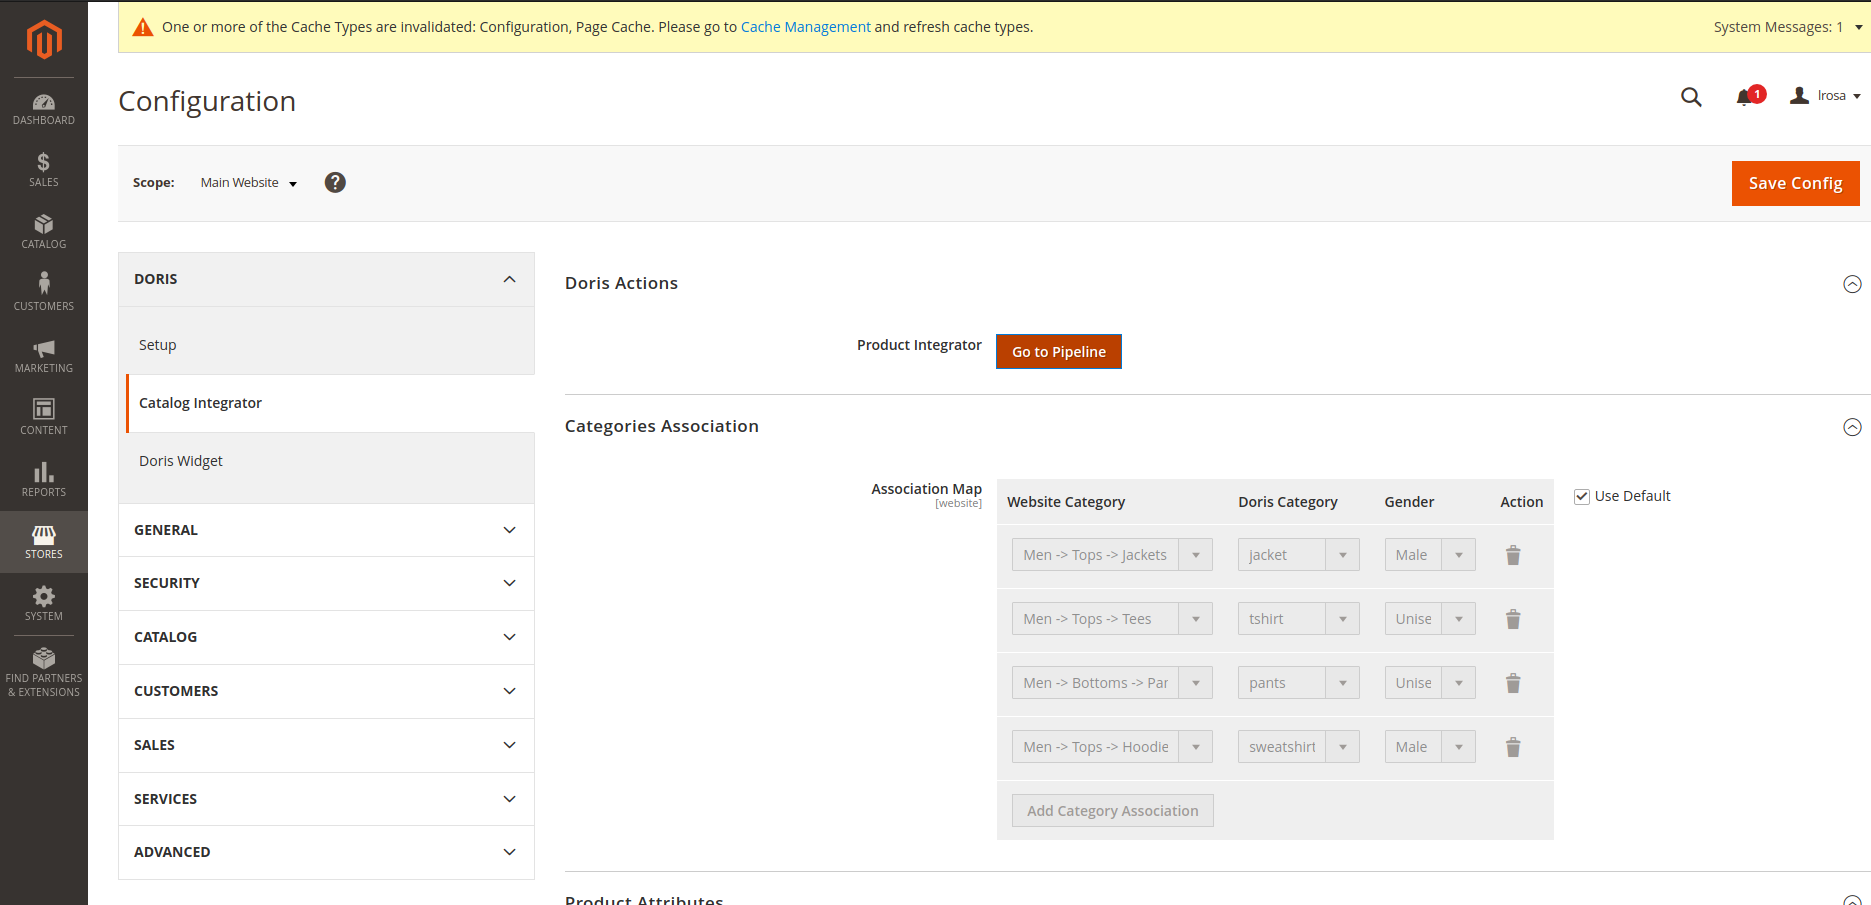 One or more of the Cache Types are invalidated: Configuration, Page Cache. Please go to Cache Management and refresh cache types.
System Messages: 1
Configuration
1
lrosa
Scope:
Main Website
?
Save Config
DASHBOARD
$
SALES
CATALOG
CUSTOMERS
MARKETING
CONTENT
REPORTS
STORES
SYSTEM
FIND PARTNERS
& EXTENSIONS
DORIS
Setup
Catalog Integrator
Doris Widget
GENERAL
SECURITY
CATALOG
CUSTOMERS
SALES
SERVICES
ADVANCED
Doris Actions
Product Integrator
Go to Pipeline
Categories Association
Association Map
[website]
Website Category
Doris Category
Gender
Action
Use Default
Men -> Tops -> Jackets
jacket
Male
Men -> Tops -> Tees
tshirt
Unise
Men -> Bottoms -> Par
pants
Unise
Men -> Tops -> Hoodie
sweatshirt
Male
Add Category Association
Product Attributes